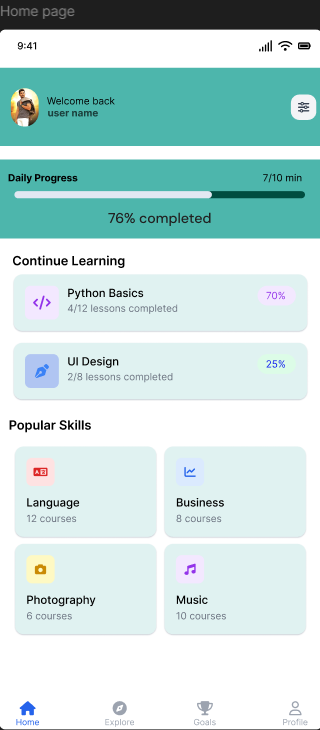 Home page
9:41
Welcome back
user name
Daily Progress 7/10 min
76% completed
Continue Learning
Python Basics 70%
4/12 lessons completed
UI Design 25%
2/8 lessons completed
Popular Skills
Language Business
12 courses 8 courses
Photography Music
6 courses 10 courses
Home Explore Goals Profile